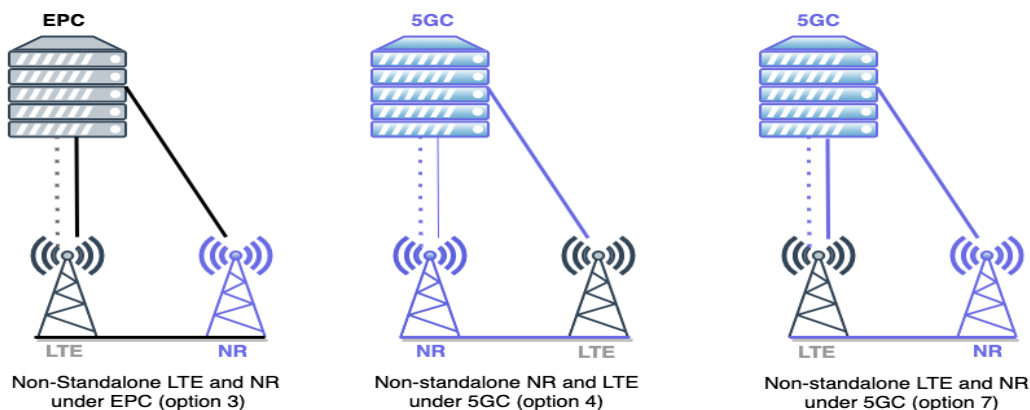 EPC
5GC
5GC
LTE
NR
NR
LTE
LTE
NR
Non-Standalone LTE and NR
under EPC (option 3)
Non-standalone NR and LTE
under 5GC (option 4)
Non-standalone LTE and NR
under 5GC (option 7)